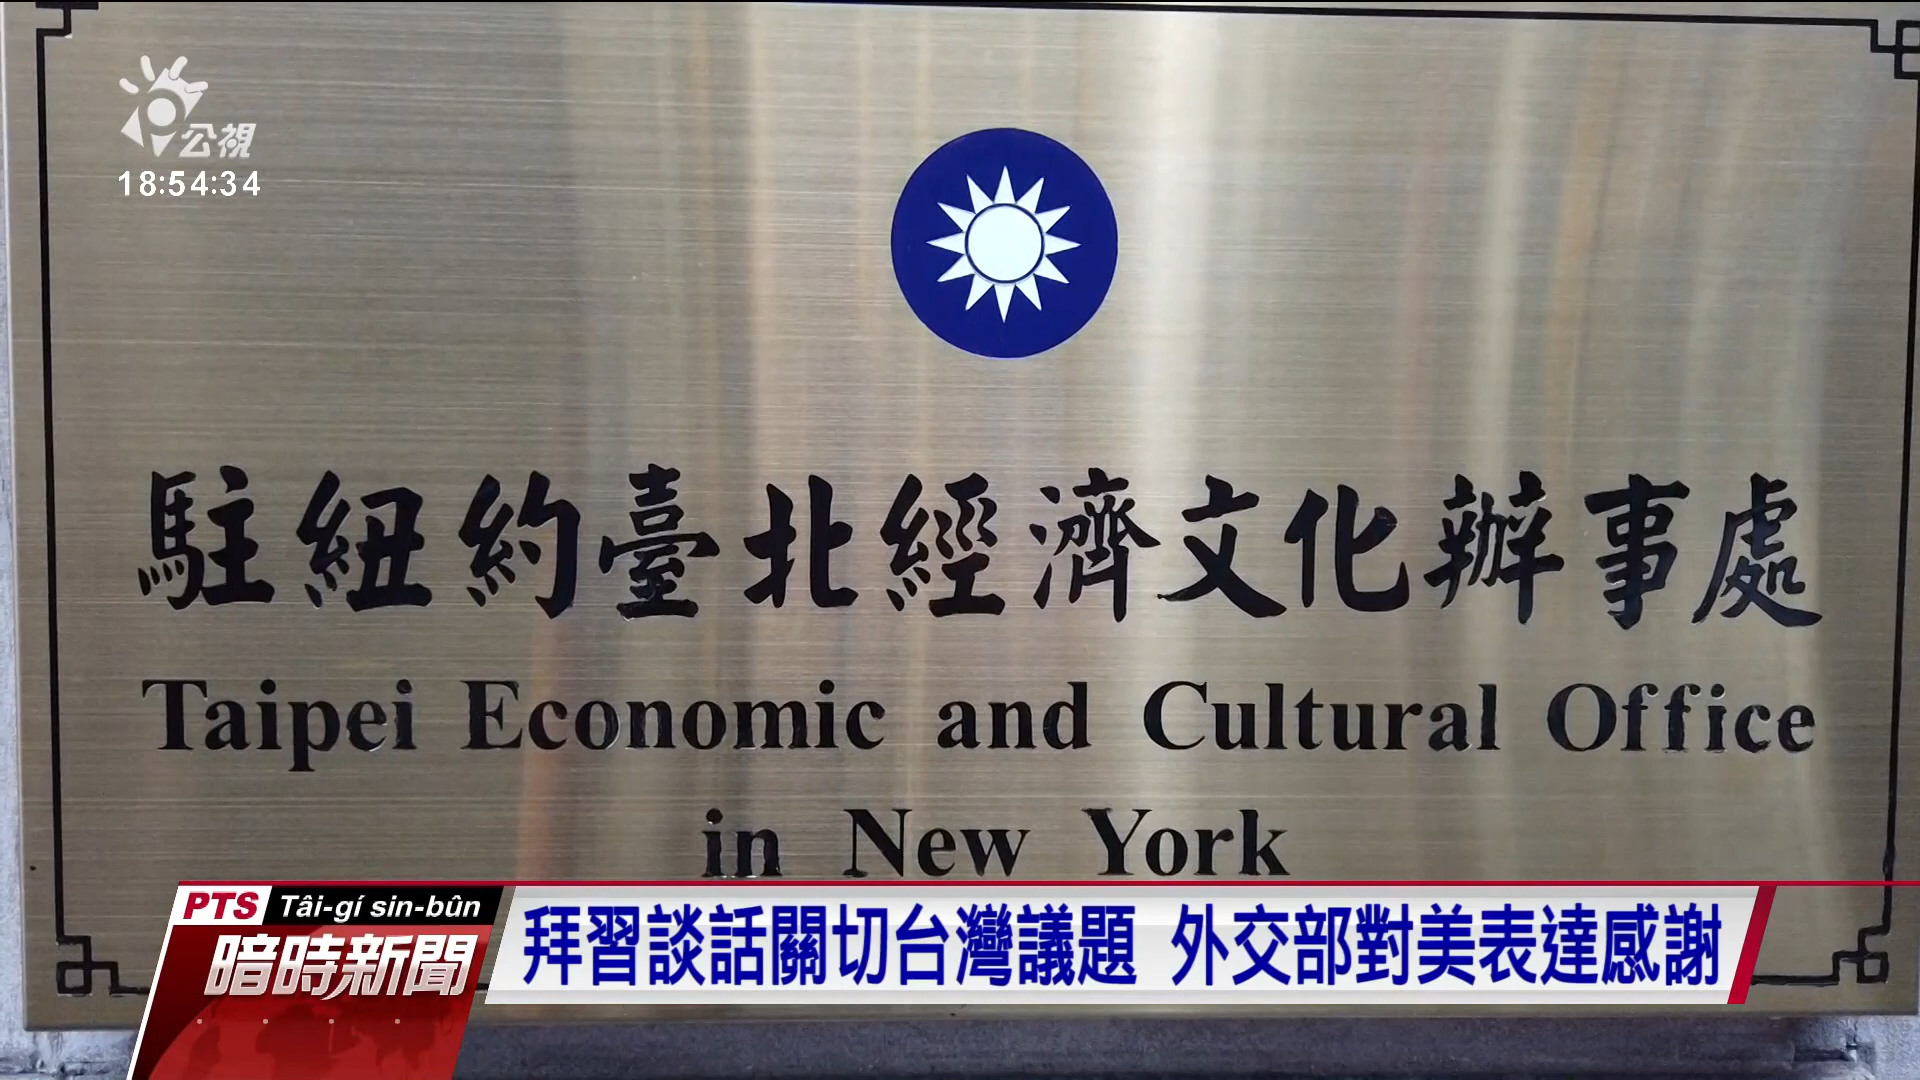 公視
18:54:34
駐紐約臺北經濟文化辦事處
Taipei Economic and Cultural Office
in New York
PTS Tâi-gí sin-bûn
暗時新聞
拜習談話關切台灣議題 外交部對美表達感謝